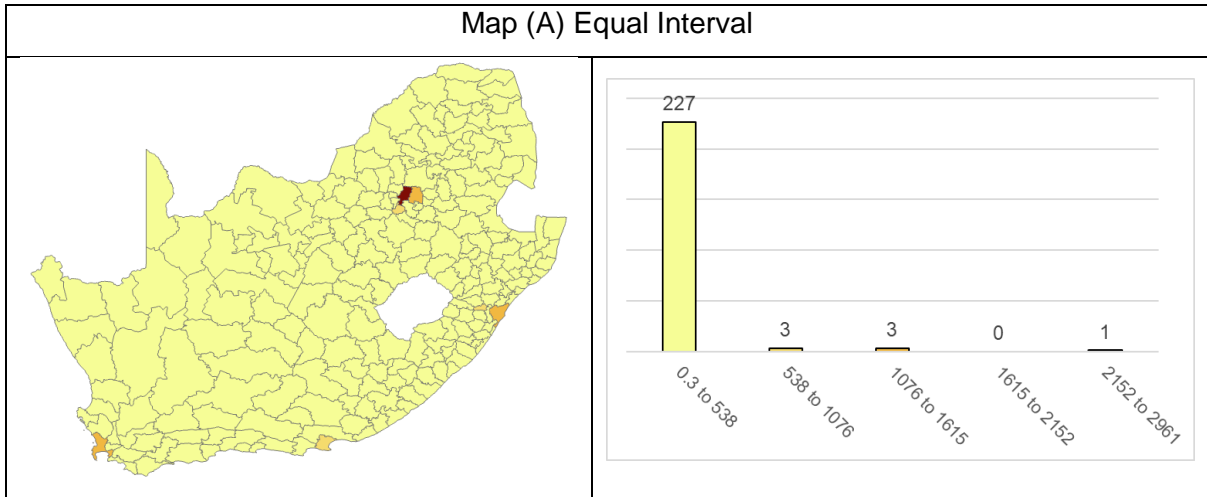 Map (A) Equal Interval
227
3
3
0
1
0.3 to 538
538 to 1076
1076 to 1615
1615 to 2152
2152 to 2961